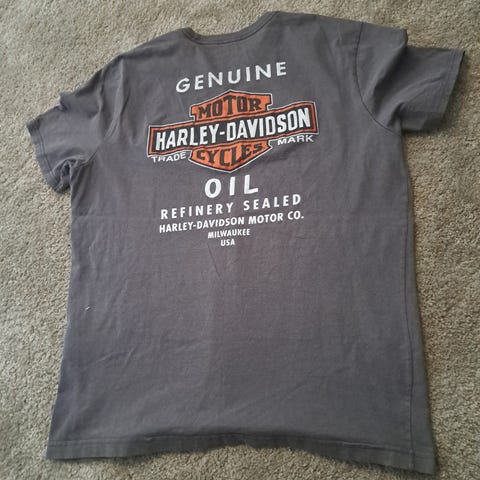 GENUINE
MOTOR
HARLEY-DAVIDSON
TRADE MARK
CYCLES
OIL
REFINERY SEALED
HARLEY-DAVIDSON MOTOR CO.
MILWAUKEE
USA